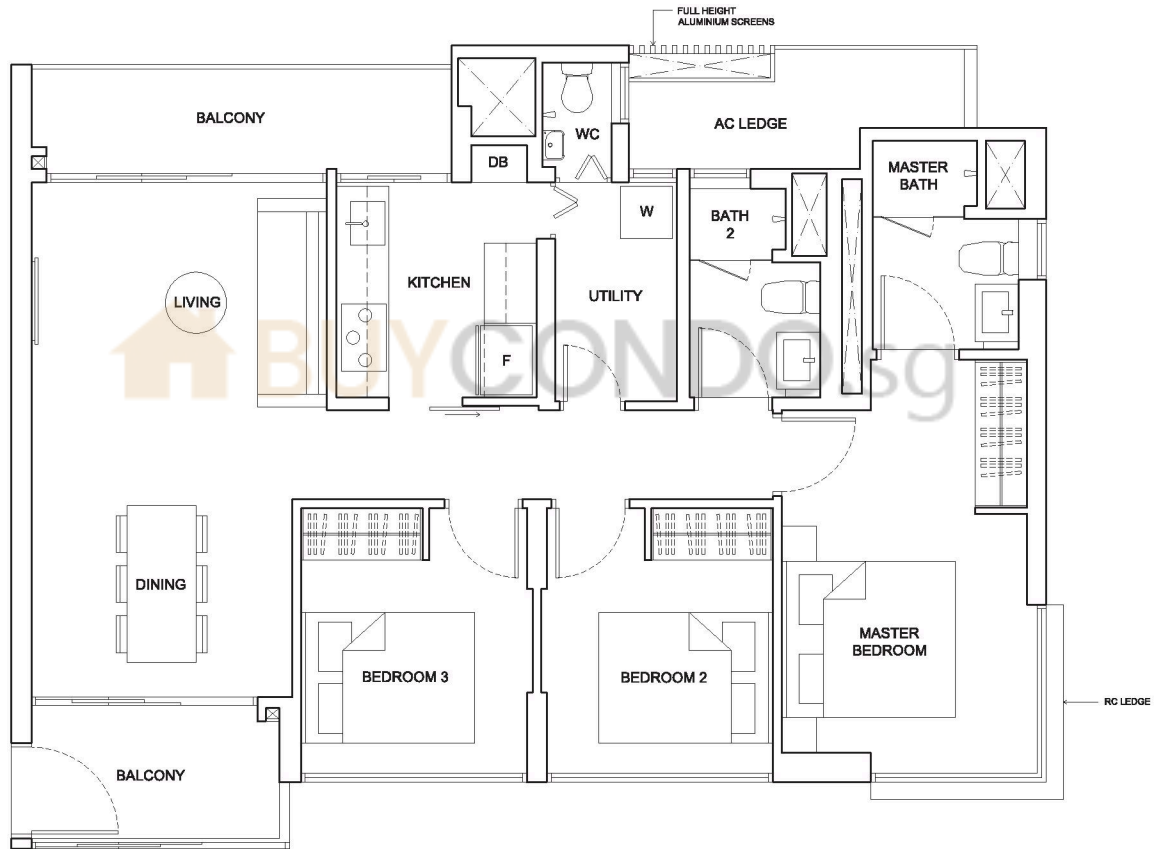 FULL HEIGHT
ALUMINIUM SCREENS
BALCONY
WC
AC LEDGE
DB
MASTER
BATH
W
BATH
2
KITCHEN
UTILITY
LIVING
BUYCONDO.sg
F
DINING
MASTER
BEDROOM
BEDROOM 3
BEDROOM 2
RC LEDGE
BALCONY